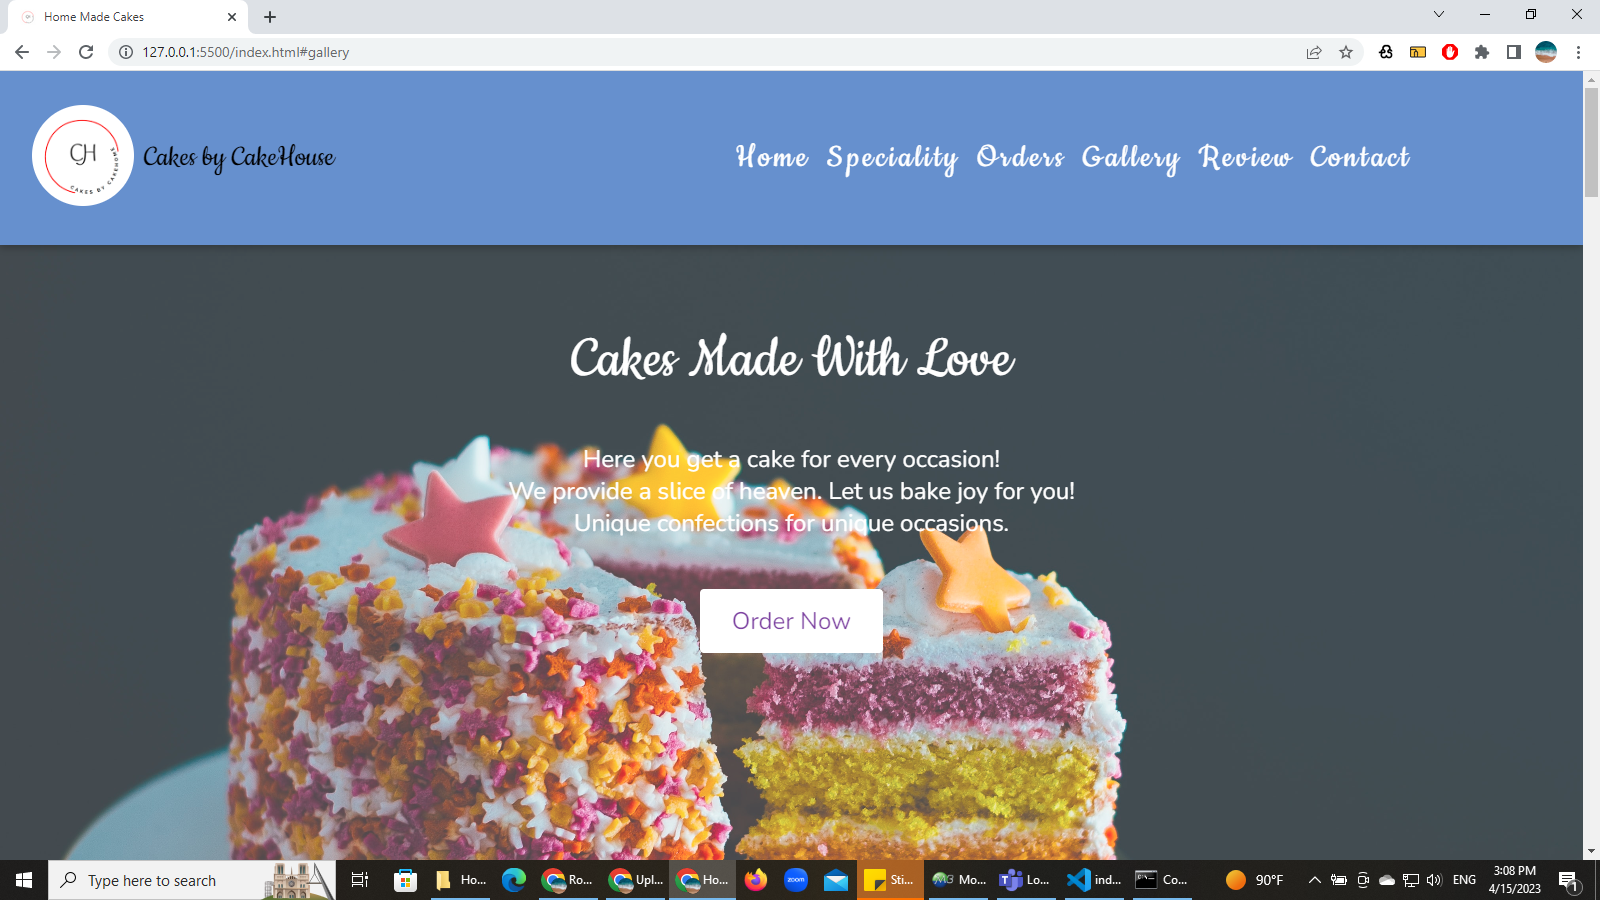 Home Made Cakes
127.0.0.1:5500/index.html#gallery
CH
CAKES BY CAKEHOUSE
Cakes by CakeHouse
Home Speciality Orders Gallery Review Contact
Cakes Made With Love
Here you get a cake for every occasion!
We provide a slice of heaven. Let us bake joy for you!
Unique confections for unique occasions.
Order Now
Type here to search
Ho...
Ro...
Upl...
Ho...
zoom
Sti...
Mo...
Lo...
ind...
Co...
90°F
ENG
3:08 PM
4/15/2023
1